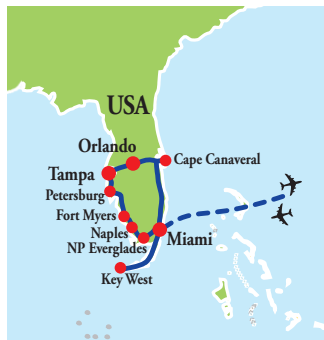 USA
Orlando
Cape Canaveral
Tampa
Petersburg
Fort Myers
Naples
Miami
NP Everglades
Key West